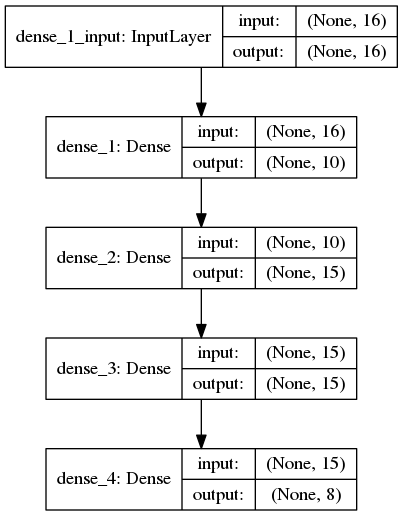 dense_1_input: InputLayer
input: (None, 16)
output: (None, 16)
dense_1: Dense
input: (None, 16)
output: (None, 10)
dense_2: Dense
input: (None, 10)
output: (None, 15)
dense_3: Dense
input: (None, 15)
output: (None, 15)
dense_4: Dense
input: (None, 15)
output: (None, 8)